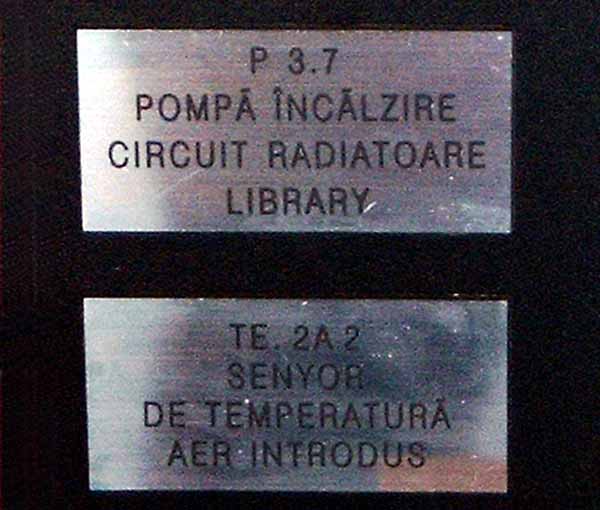 P 3.7
POMPĂ ÎNCĂLZIRE
CIRCUIT RADIATOARE
LIBRARY
TE. 2A 2
SENYOR
DE TEMPERATURĂ
AER INTRODUS